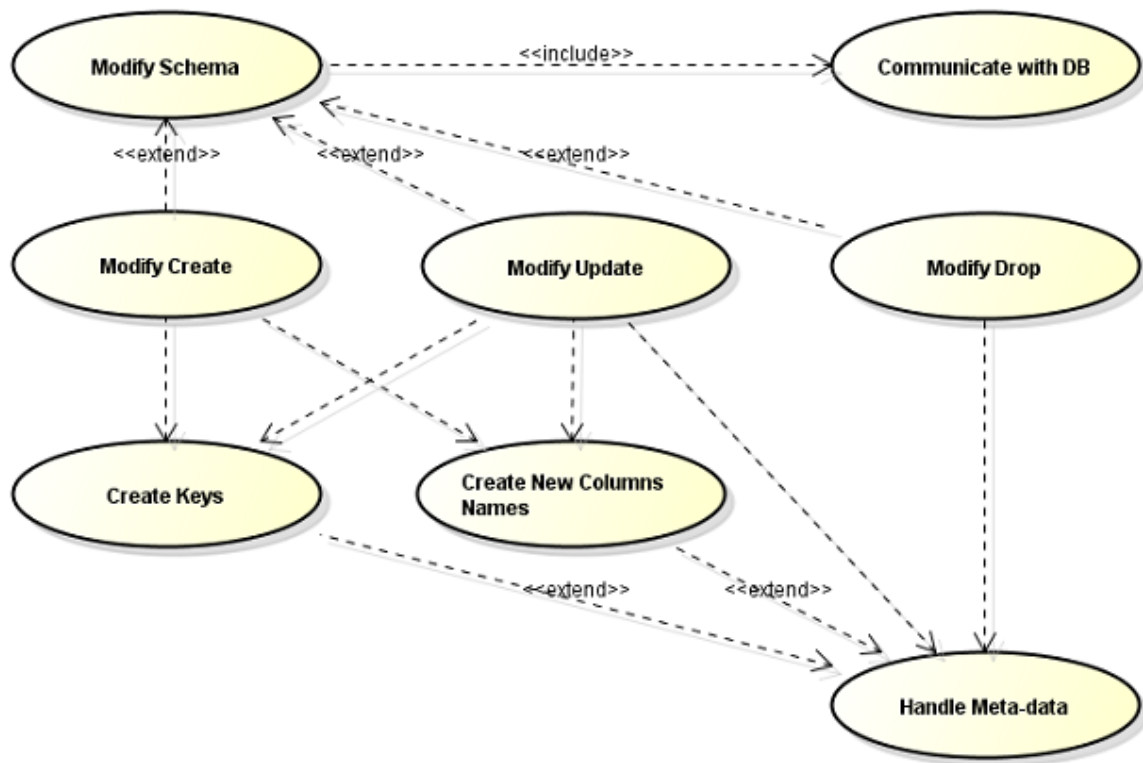 Modify Schema
<<include>>
Communicate with DB
<<extend>>
<<extend>>
<<extend>>
Modify Create
Modify Update
Modify Drop
Create Keys
Create New Columns
Names
<<extend>>
<<extend>>
Handle Meta-data